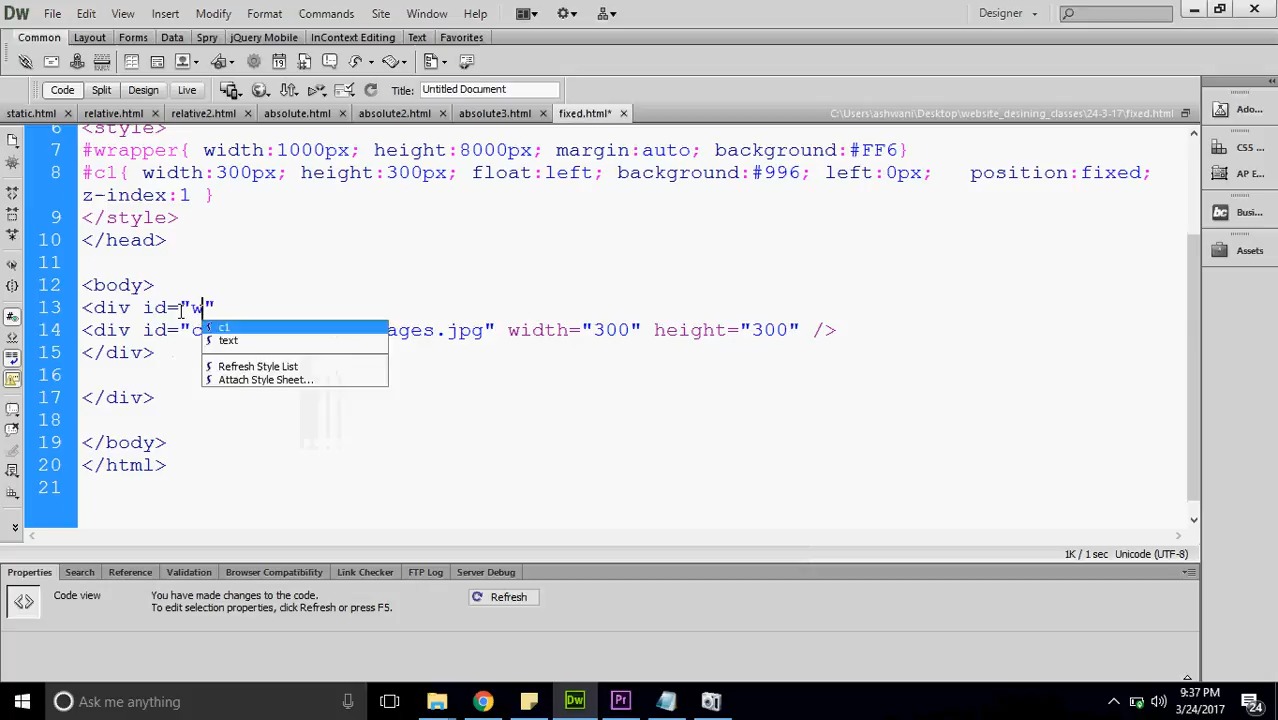 Dw File Edit View Insert Modify Format Commands Site Window Help Designer
Common Layout Forms Data Spry jQuery Mobile InContext Editing Text Favorites
Code Split Design Live Title: Untitled Document
static.html relative.html relative2.html absolute.html absolute2.html absolute3.html fixed.html* C:\Users\ashwani\Desktop\website_desining_classes\24-3-17\fixed.html
6 <style>
7 #wrapper{ width:1000px; height:8000px; margin:auto; background:#FF6}
8 #c1{ width:300px; height:300px; float:left; background:#996; left:0px; position:fixed;
z-index:1 }
9 </style>
10 </head>
11
12 <body>
13 <div id="w"
14 <div id="c ages.jpg" width="300" height="300" />
15 </div>
16
17 </div>
18
19 </body>
20 </html>
21
c1
text
Refresh Style List
Attach Style Sheet...
Ado...
CSS ...
AP E...
bc Busi...
Assets
1K / 1 sec Unicode (UTF-8)
Properties Search Reference Validation Browser Compatibility Link Checker FTP Log Server Debug
Code view You have made changes to the code. Refresh
To edit selection properties, click Refresh or press F5.
Ask me anything Dw Pr 9:37 PM
3/24/2017 24